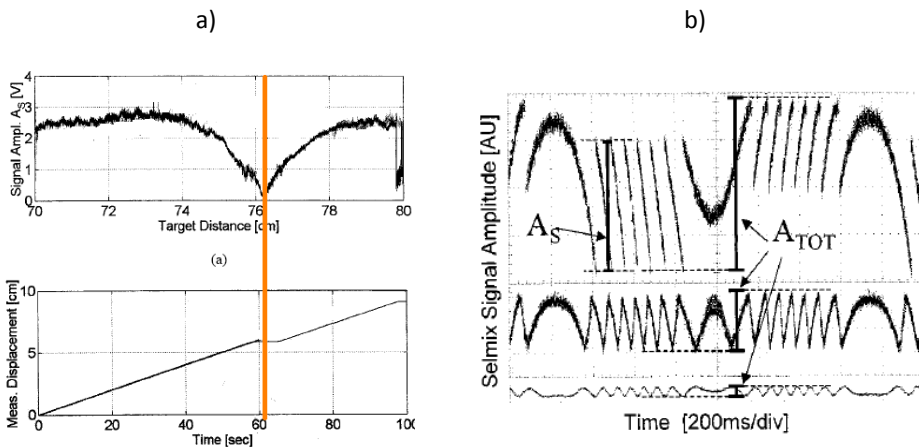 a)
b)
Signal Ampl. A_S [V]
4
3
2
1
0
70
72
74
76
78
80
Target Distance [cm]
(a)
Meas. Displacement [cm]
10
5
0
0
20
40
60
80
100
Time [sec]
Selmix Signal Amplitude [AU]
A_S
A_TOT
Time [200ms/div]